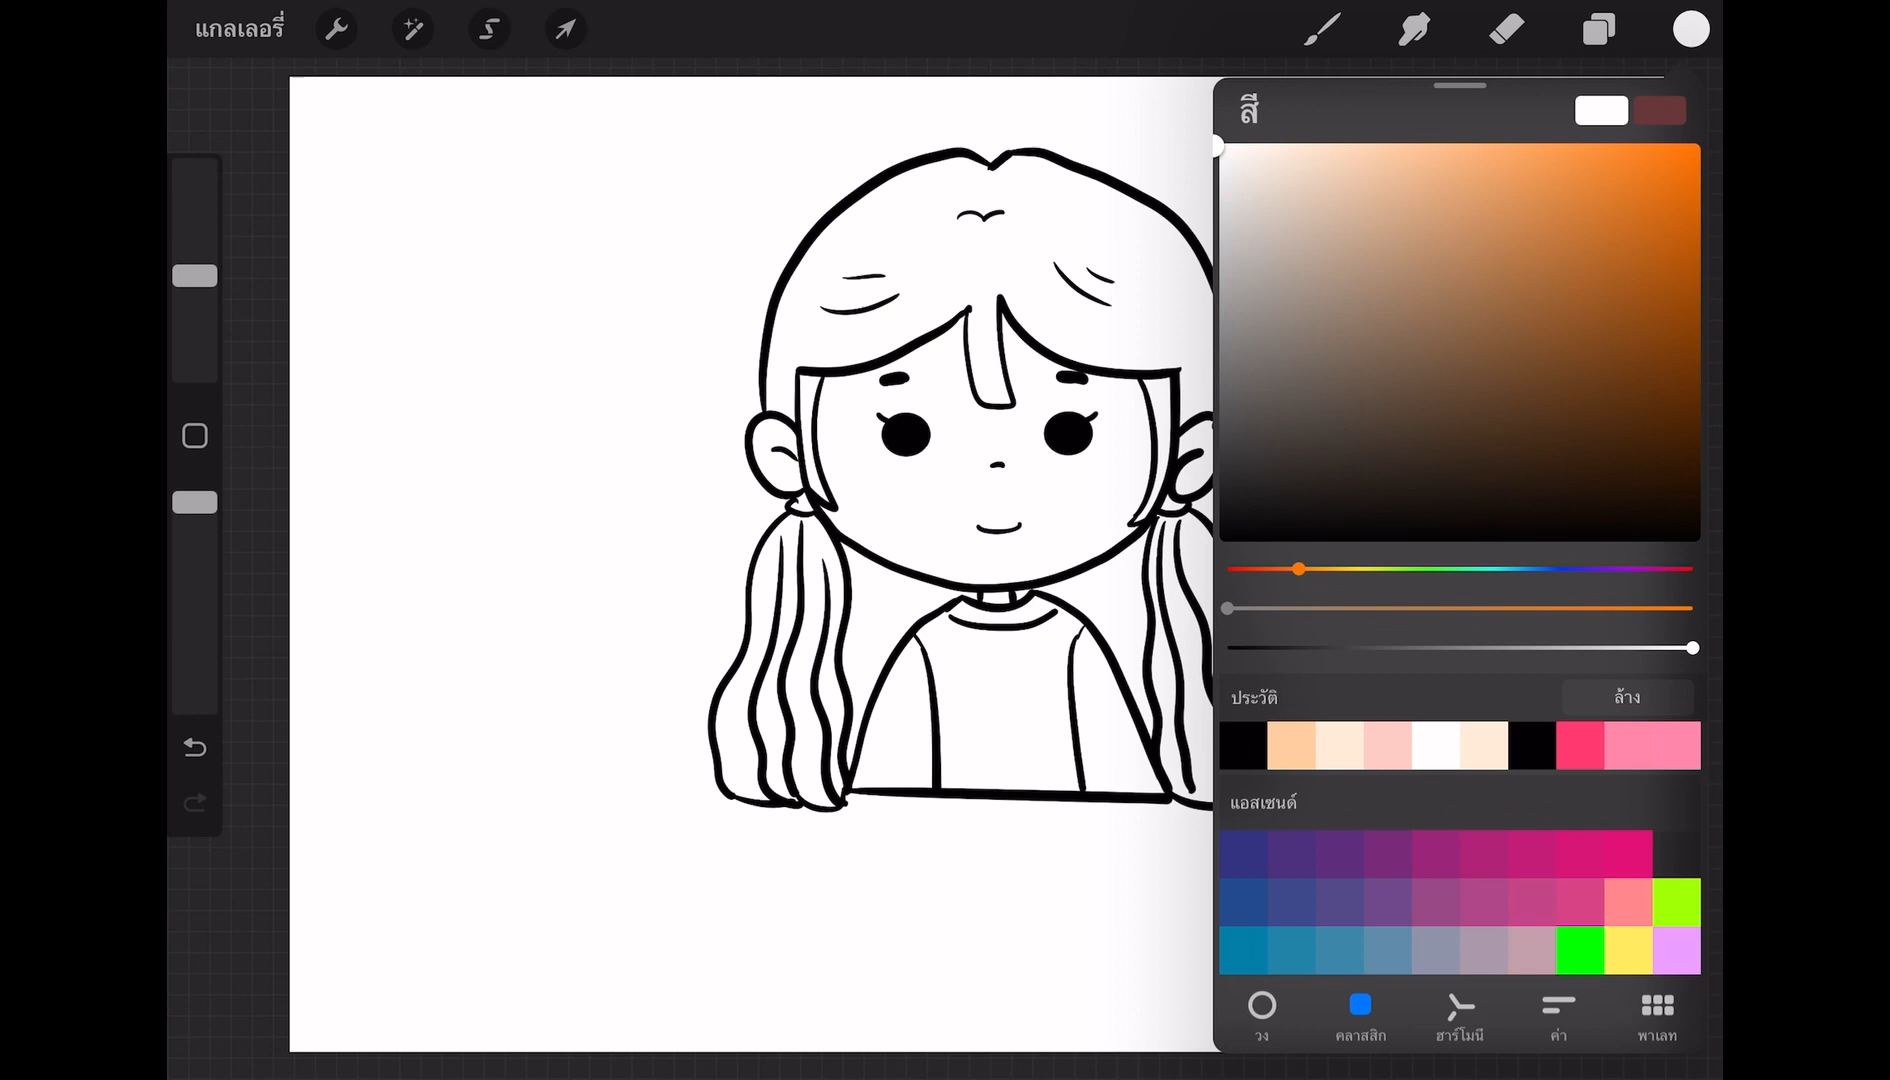 แกลเลอรี่
สี
ประวัติ
ล้าง
แอสเซนด์
วง
คลาสสิก
ฮาร์โมนี
ค่า
พาเลท